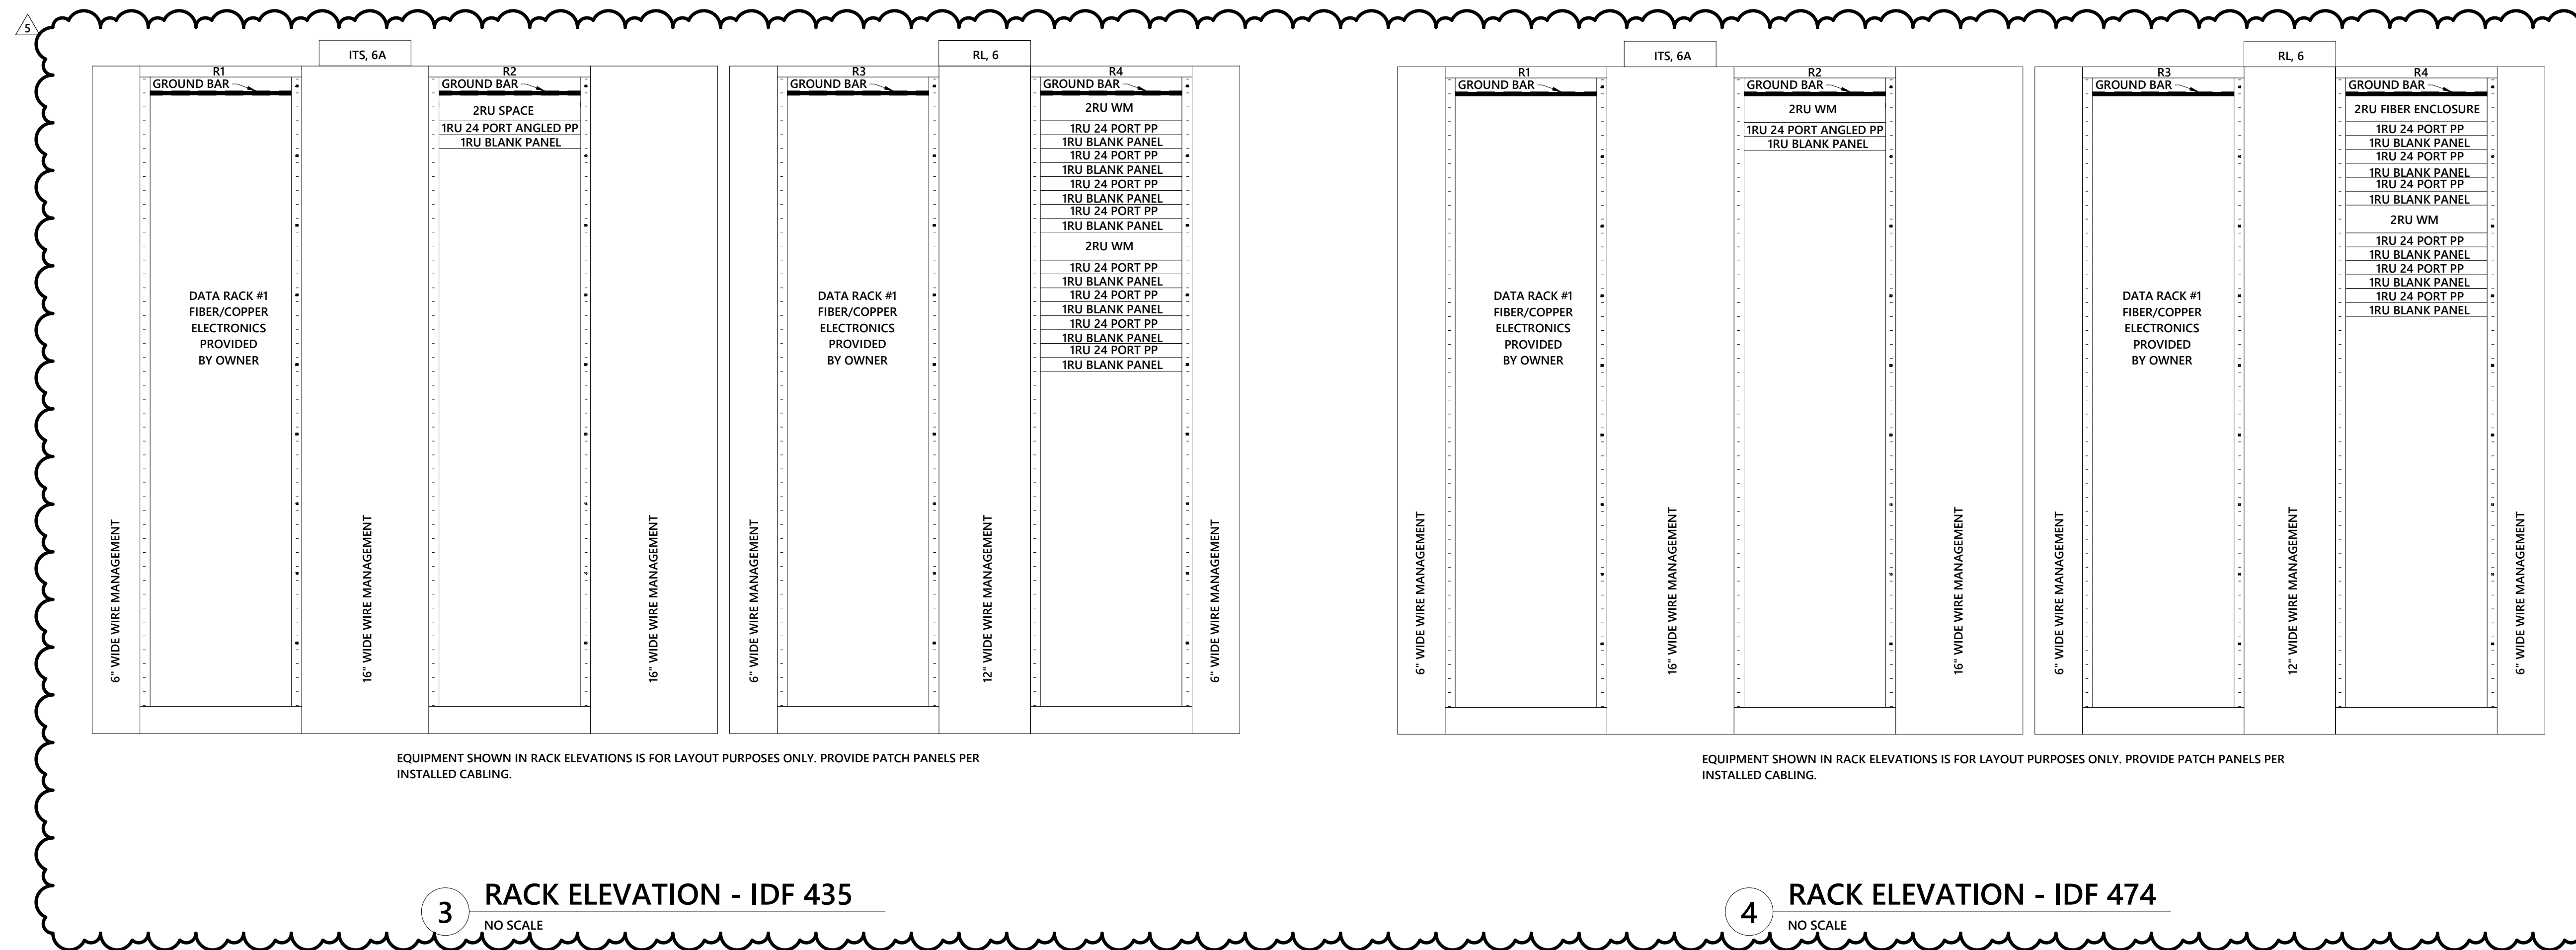 5
ITS, 6A
R1
GROUND BAR
DATA RACK #1
FIBER/COPPER
ELECTRONICS
PROVIDED
BY OWNER
R2
GROUND BAR
2RU SPACE
1RU 24 PORT ANGLED PP
1RU BLANK PANEL
6" WIDE WIRE MANAGEMENT
16" WIDE WIRE MANAGEMENT
16" WIDE WIRE MANAGEMENT
RL, 6
R3
GROUND BAR
DATA RACK #1
FIBER/COPPER
ELECTRONICS
PROVIDED
BY OWNER
R4
GROUND BAR
2RU WM
1RU 24 PORT PP
1RU BLANK PANEL
1RU 24 PORT PP
1RU BLANK PANEL
1RU 24 PORT PP
1RU BLANK PANEL
1RU 24 PORT PP
1RU BLANK PANEL
2RU WM
1RU 24 PORT PP
1RU BLANK PANEL
1RU 24 PORT PP
1RU BLANK PANEL
1RU 24 PORT PP
1RU BLANK PANEL
1RU 24 PORT PP
1RU BLANK PANEL
6" WIDE WIRE MANAGEMENT
12" WIDE WIRE MANAGEMENT
6" WIDE WIRE MANAGEMENT
EQUIPMENT SHOWN IN RACK ELEVATIONS IS FOR LAYOUT PURPOSES ONLY. PROVIDE PATCH PANELS PER
INSTALLED CABLING.
3
RACK ELEVATION - IDF 435
NO SCALE
ITS, 6A
R1
GROUND BAR
DATA RACK #1
FIBER/COPPER
ELECTRONICS
PROVIDED
BY OWNER
R2
GROUND BAR
2RU WM
1RU 24 PORT ANGLED PP
1RU BLANK PANEL
6" WIDE WIRE MANAGEMENT
16" WIDE WIRE MANAGEMENT
16" WIDE WIRE MANAGEMENT
RL, 6
R3
GROUND BAR
DATA RACK #1
FIBER/COPPER
ELECTRONICS
PROVIDED
BY OWNER
R4
GROUND BAR
2RU FIBER ENCLOSURE
1RU 24 PORT PP
1RU BLANK PANEL
1RU 24 PORT PP
1RU BLANK PANEL
1RU 24 PORT PP
1RU BLANK PANEL
2RU WM
1RU 24 PORT PP
1RU BLANK PANEL
1RU 24 PORT PP
1RU BLANK PANEL
1RU 24 PORT PP
1RU BLANK PANEL
6" WIDE WIRE MANAGEMENT
12" WIDE WIRE MANAGEMENT
6" WIDE WIRE MANAGEMENT
EQUIPMENT SHOWN IN RACK ELEVATIONS IS FOR LAYOUT PURPOSES ONLY. PROVIDE PATCH PANELS PER
INSTALLED CABLING.
4
RACK ELEVATION - IDF 474
NO SCALE